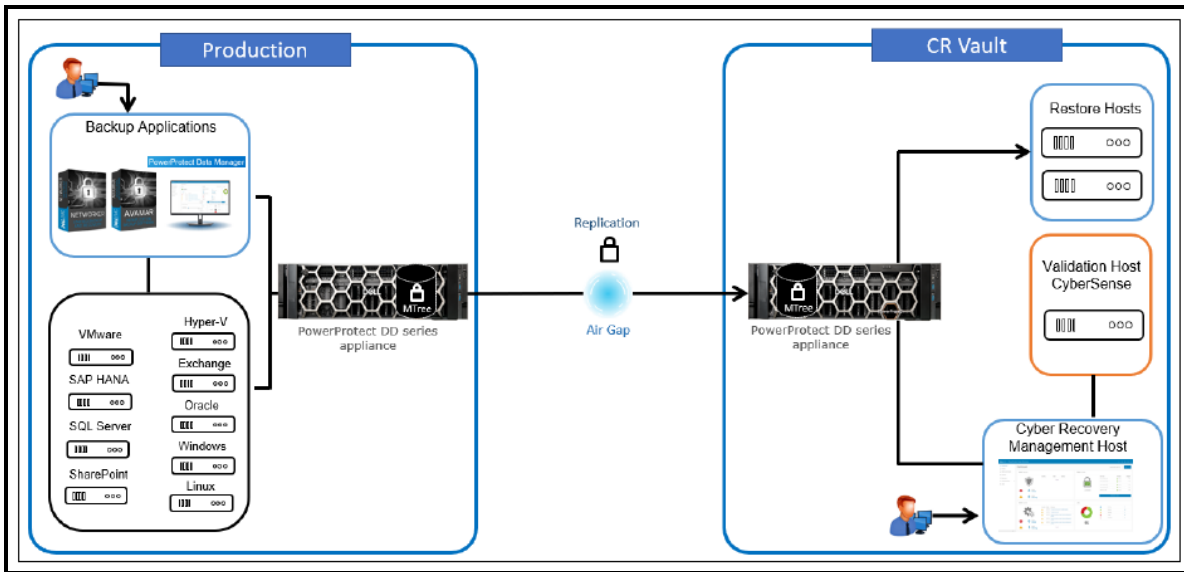 Production
Backup Applications
PowerProtect Data Manager
NETWORKER
AVAMAR
VMware
SAP HANA
SQL Server
SharePoint
Hyper-V
Exchange
Oracle
Windows
Linux
MTree
PowerProtect DD series
appliance
Replication
Air Gap
CR Vault
MTree
PowerProtect DD series
appliance
Restore Hosts
Validation Host
CyberSense
Cyber Recovery
Management Host